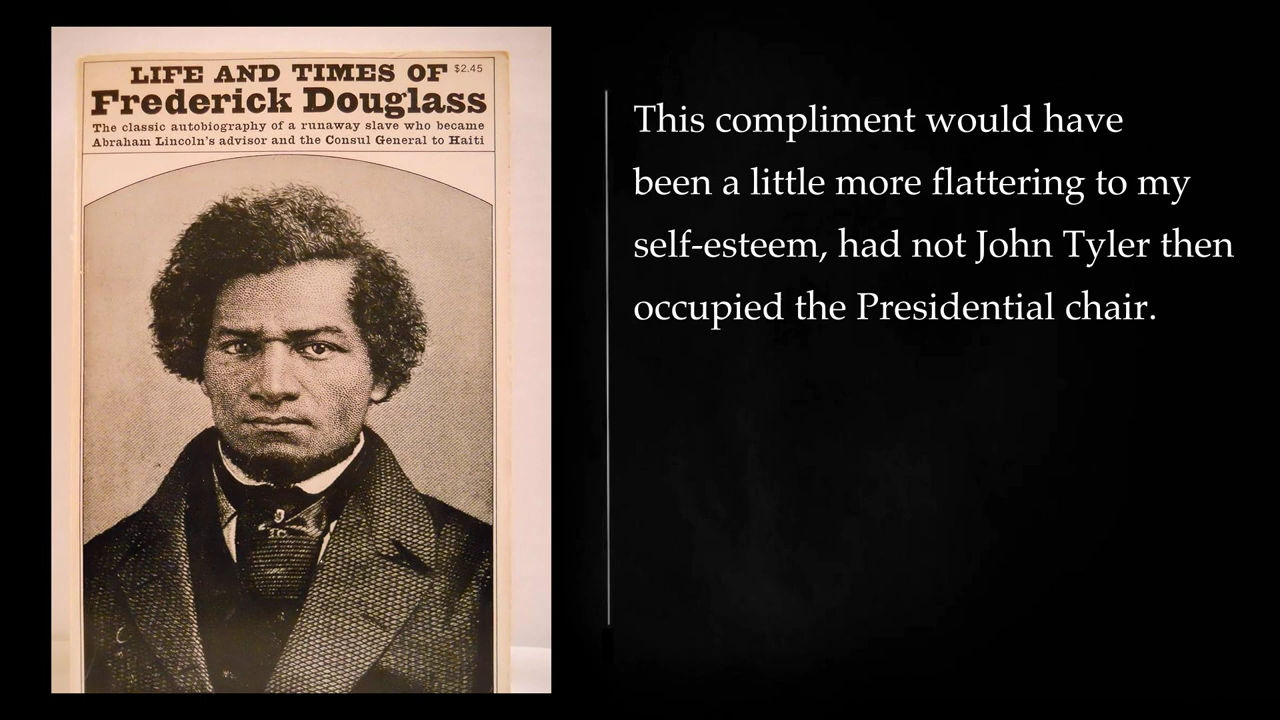 LIFE AND TIMES OF $2.45
Frederick Douglass
The classic autobiography of a runaway slave who became
Abraham Lincoln's advisor and the Consul General to Haiti
This compliment would have
been a little more flattering to my
self-esteem, had not John Tyler then
occupied the Presidential chair.